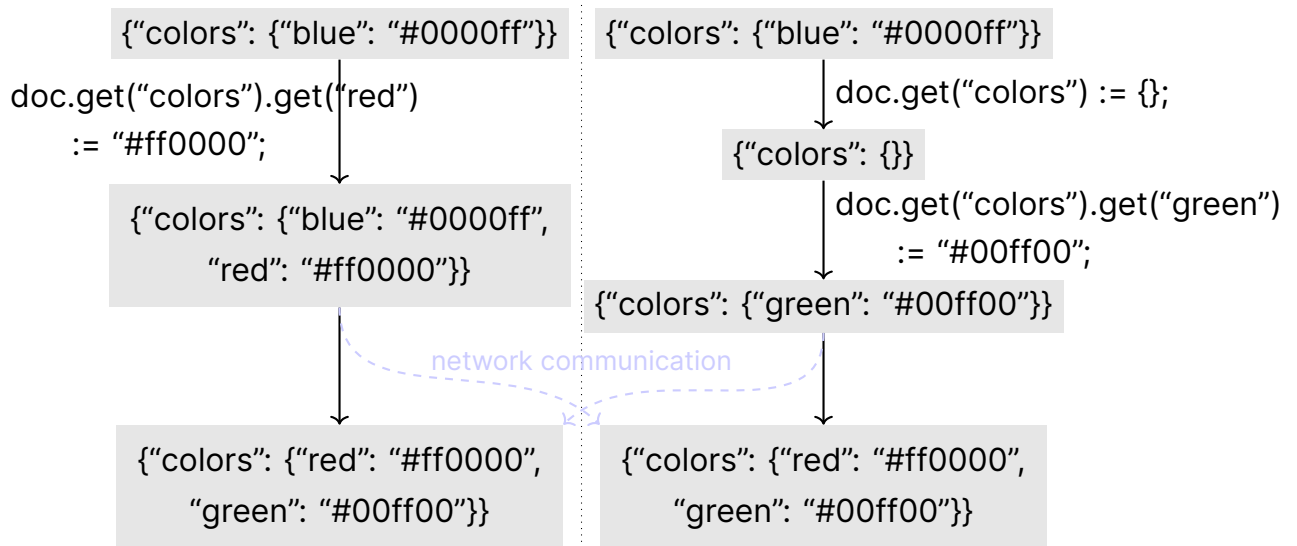 {“colors”: {“blue”: “#0000ff”}}
doc.get(“colors”).get(“red”)
:= “#ff0000”;
{“colors”: {“blue”: “#0000ff”,
“red”: “#ff0000”}}
{“colors”: {“blue”: “#0000ff”}}
doc.get(“colors”) := {};
{“colors”: {}}
doc.get(“colors”).get(“green”)
:= “#00ff00”;
{“colors”: {“green”: “#00ff00”}}
network communication
{“colors”: {“red”: “#ff0000”,
“green”: “#00ff00”}}
{“colors”: {“red”: “#ff0000”,
“green”: “#00ff00”}}